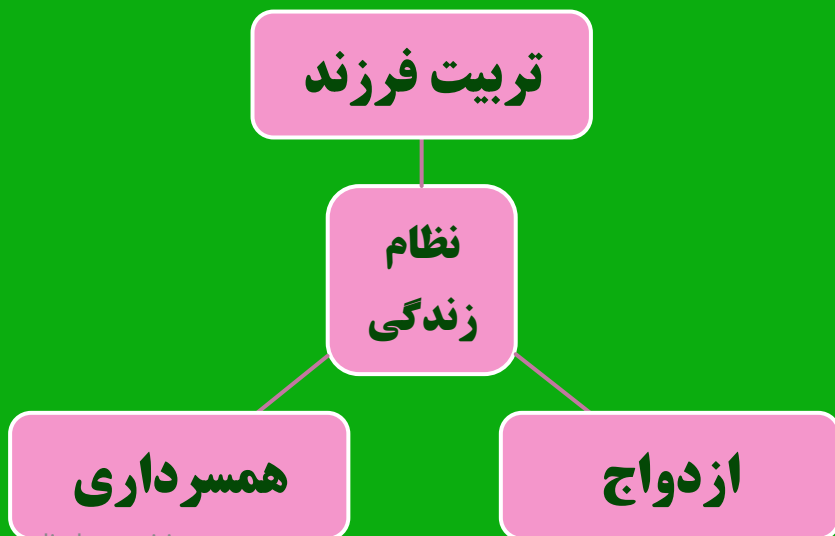 تربیت فرزند
نظام
زندگی
ازدواج
همسرداری